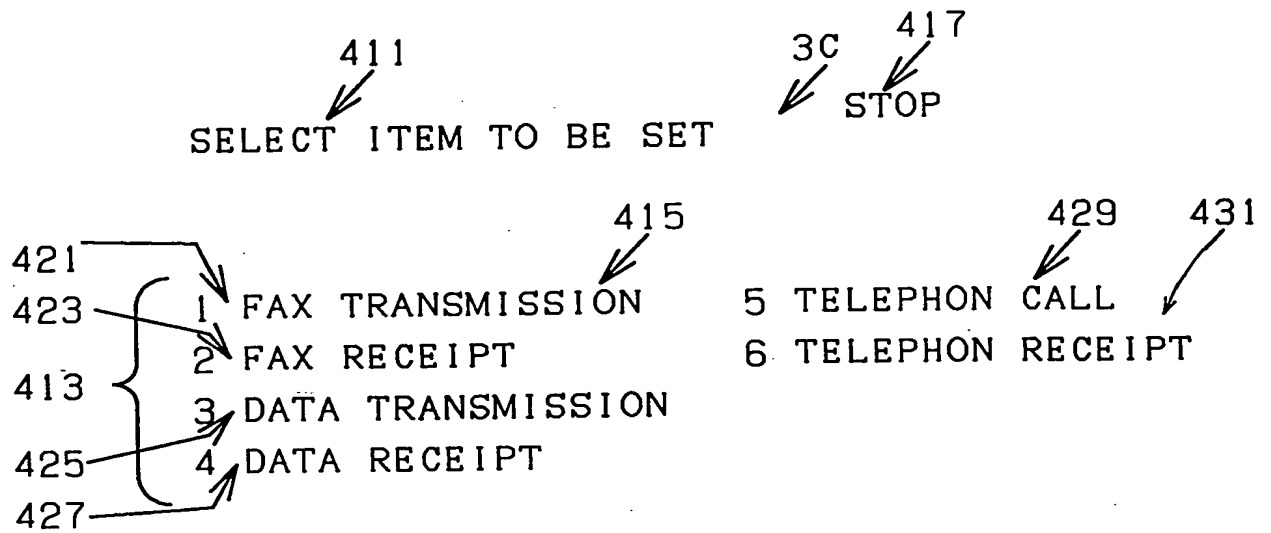 411 3C 417
SELECT ITEM TO BE SET STOP
415 429 431
421
1 FAX TRANSMISSION 5 TELEPHON CALL
423
2 FAX RECEIPT 6 TELEPHON RECEIPT
413
3 DATA TRANSMISSION
425
4 DATA RECEIPT
427